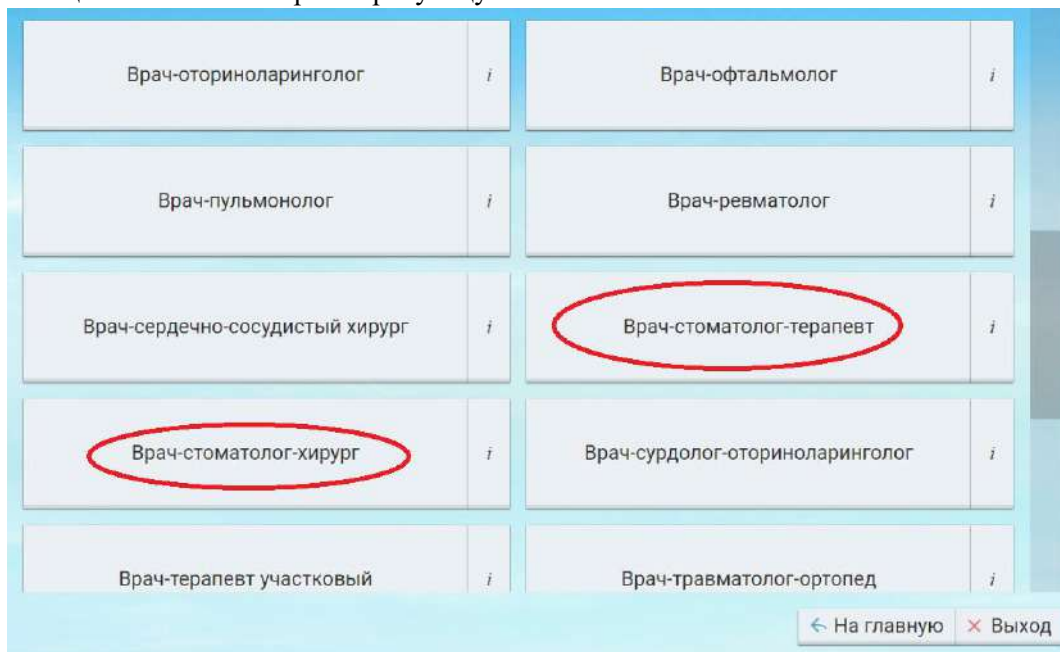 Врач-оториноларинголог i Врач-офтальмолог i
Врач-пульмонолог i Врач-ревматолог i
Врач-сердечно-сосудистый хирург i Врач-стоматолог-терапевт i
Врач-стоматолог-хирург i Врач-сурдолог-оториноларинголог i
Врач-терапевт участковый i Врач-травматолог-ортопед i
На главную Выход